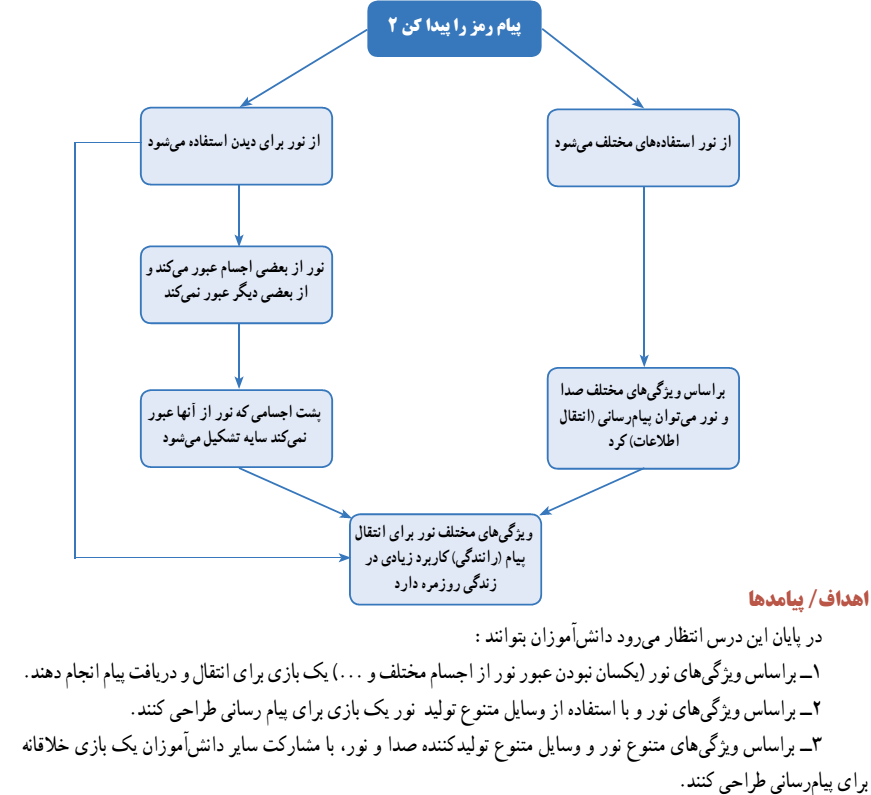 پیام رمز را پیدا کن ۲
از نور استفاده‌های مختلف می‌شود
از نور برای دیدن استفاده می‌شود
نور از بعضی اجسام عبور می‌کند و
از بعضی دیگر عبور نمی‌کند
براساس ویژگی‌های مختلف صدا
و نور می‌توان پیام‌رسانی (انتقال
اطلاعات) کرد
پشت اجسامی که نور از آنها عبور
نمی‌کند سایه تشکیل می‌شود
ویژگی‌های مختلف نور برای انتقال
پیام (رانندگی) کاربرد زیادی در
زندگی روزمره دارد
اهداف/ پیامدها
در پایان این درس انتظار می‌رود دانش‌آموزان بتوانند :
۱ــ براساس ویژگی‌های نور (یکسان نبودن عبور نور از اجسام مختلف و ...) یک بازی برای انتقال و دریافت پیام انجام دهند.
۲ــ براساس ویژگی‌های نور و با استفاده از وسایل متنوع تولید نور یک بازی برای پیام رسانی طراحی کنند.
۳ــ براساس ویژگی‌های متنوع نور و وسایل متنوع تولیدکننده صدا و نور، با مشارکت سایر دانش‌آموزان یک بازی خلاقانه
برای پیام‌رسانی طراحی کنند.